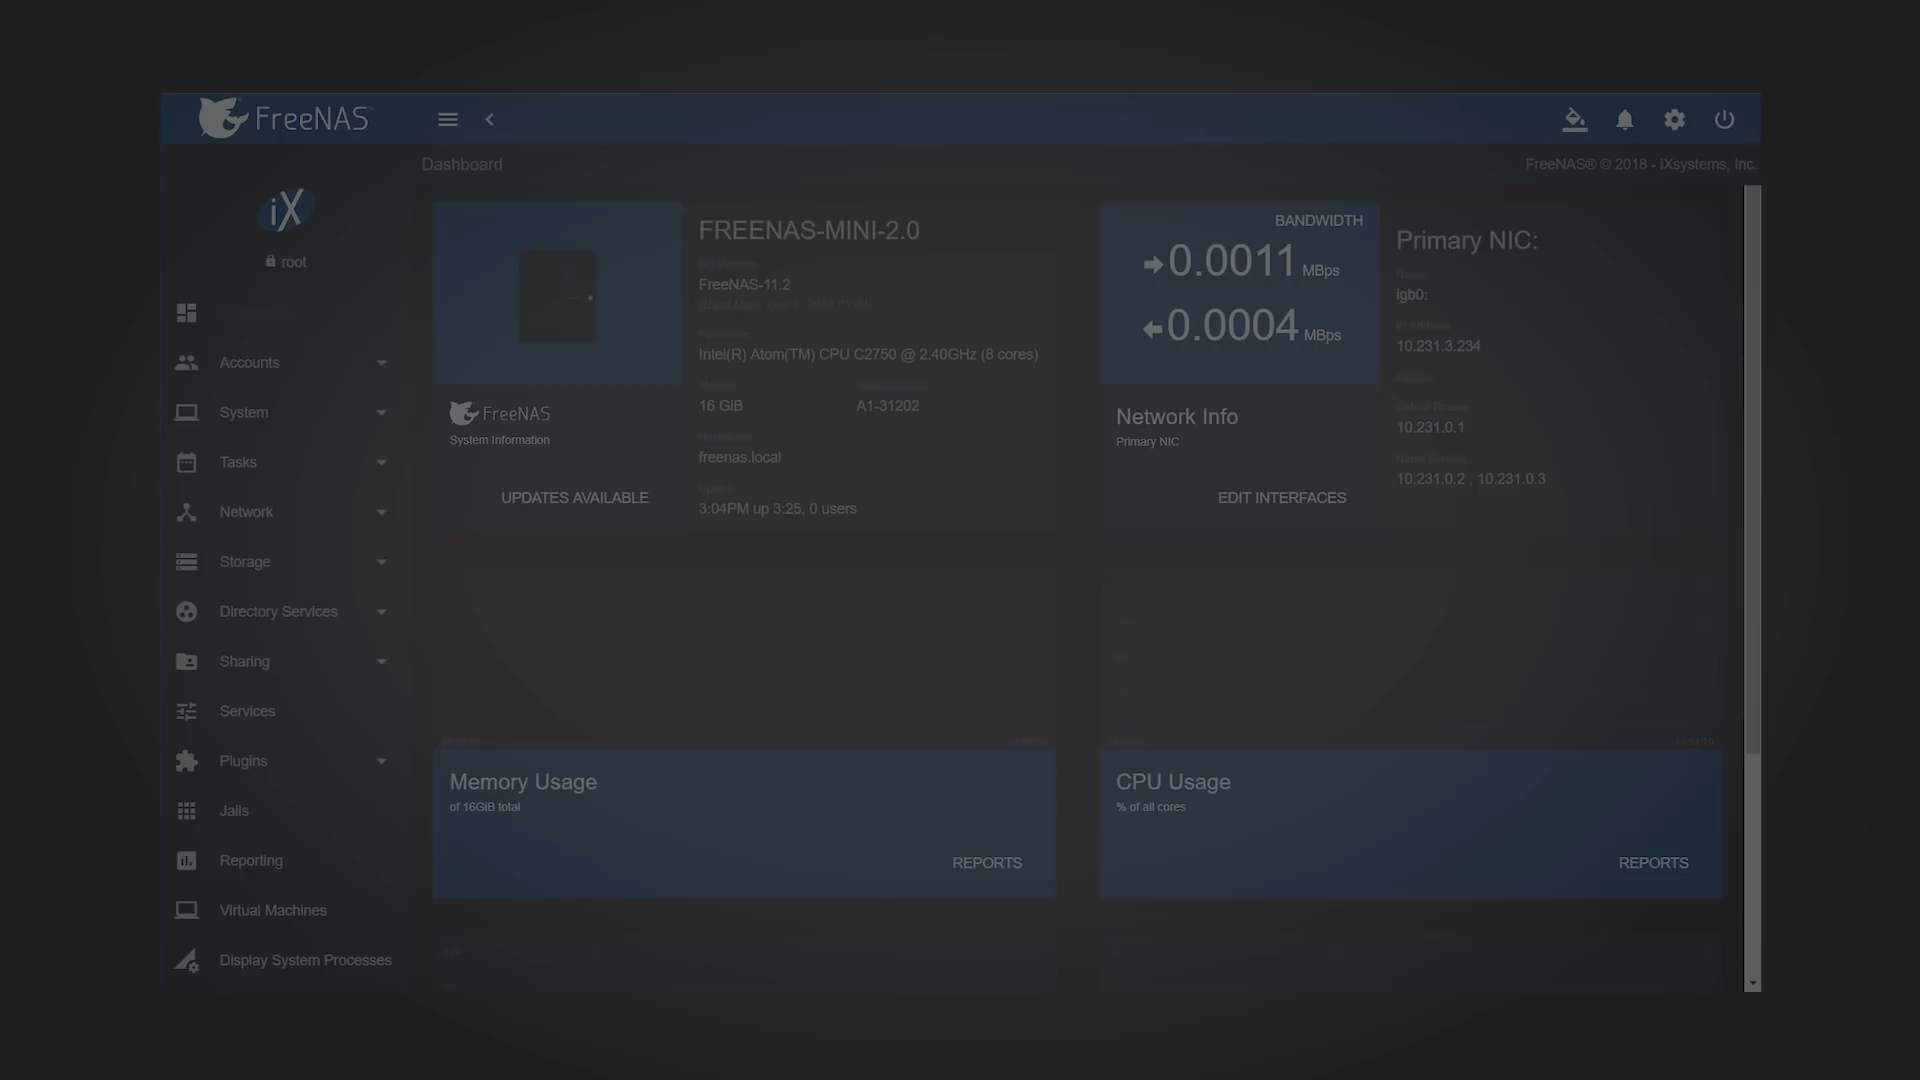 FreeNAS
Dashboard
FreeNAS® © 2018 - iXsystems, Inc.
iX
root
Accounts
System
Tasks
Network
Storage
Directory Services
Sharing
Services
Plugins
Jails
Reporting
Virtual Machines
Display System Processes
FREENAS-MINI-2.0
FreeNAS-11.2
Intel(R) Atom(TM) CPU C2750 @ 2.40GHz (8 cores)
16 GiB
A1-31202
freenas.local
3:04PM up 3:25, 0 users
FreeNAS
System Information
UPDATES AVAILABLE
BANDWIDTH
0.0011 MBps
0.0004 MBps
Network Info
Primary NIC
EDIT INTERFACES
Primary NIC:
igb0:
IP Address:
10.231.3.234
Default Route:
10.231.0.1
10.231.0.2 , 10.231.0.3
Memory Usage
of 16GiB total
REPORTS
CPU Usage
% of all cores
REPORTS